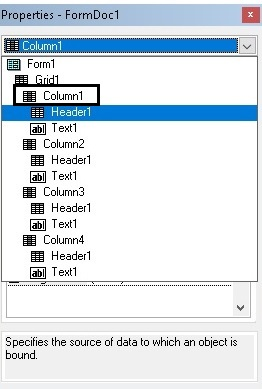 Properties - FormDoc1
Column1
Form1
Grid1
Column1
Header1
Text1
Column2
Header1
Text1
Column3
Header1
Text1
Column4
Header1
Text1
Specifies the source of data to which an object is
bound.